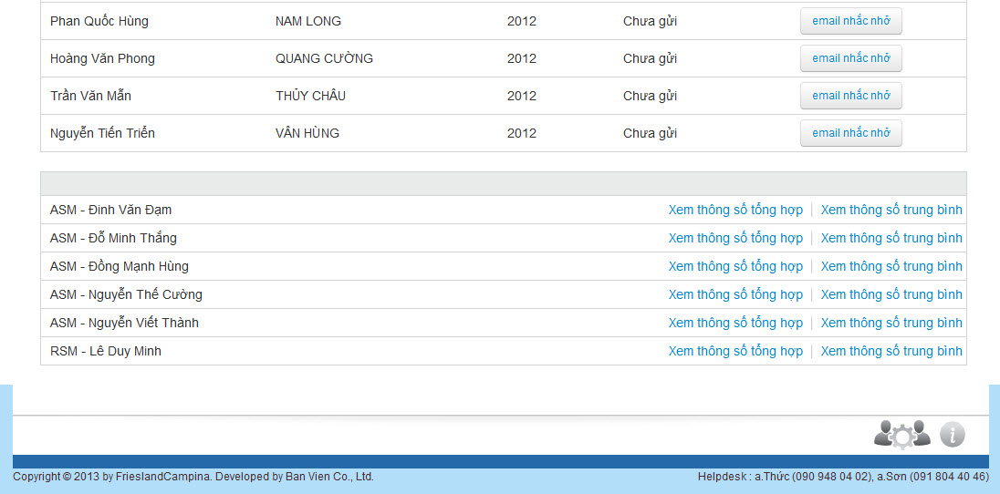 Phan Quốc Hùng NAM LONG 2012 Chưa gửi email nhắc nhở
Hoàng Văn Phong QUANG CƯỜNG 2012 Chưa gửi email nhắc nhở
Trần Văn Mẫn THỦY CHÂU 2012 Chưa gửi email nhắc nhở
Nguyễn Tiến Triển VÂN HÙNG 2012 Chưa gửi email nhắc nhở
ASM - Đinh Văn Đạm Xem thông số tổng hợp | Xem thông số trung bình
ASM - Đỗ Minh Thắng Xem thông số tổng hợp | Xem thông số trung bình
ASM - Đồng Mạnh Hùng Xem thông số tổng hợp | Xem thông số trung bình
ASM - Nguyễn Thế Cường Xem thông số tổng hợp | Xem thông số trung bình
ASM - Nguyễn Viết Thành Xem thông số tổng hợp | Xem thông số trung bình
RSM - Lê Duy Minh Xem thông số tổng hợp | Xem thông số trung bình
Copyright © 2013 by FrieslandCampina. Developed by Ban Vien Co., Ltd. Helpdesk : a.Thức (090 948 04 02), a.Sơn (091 804 40 46)